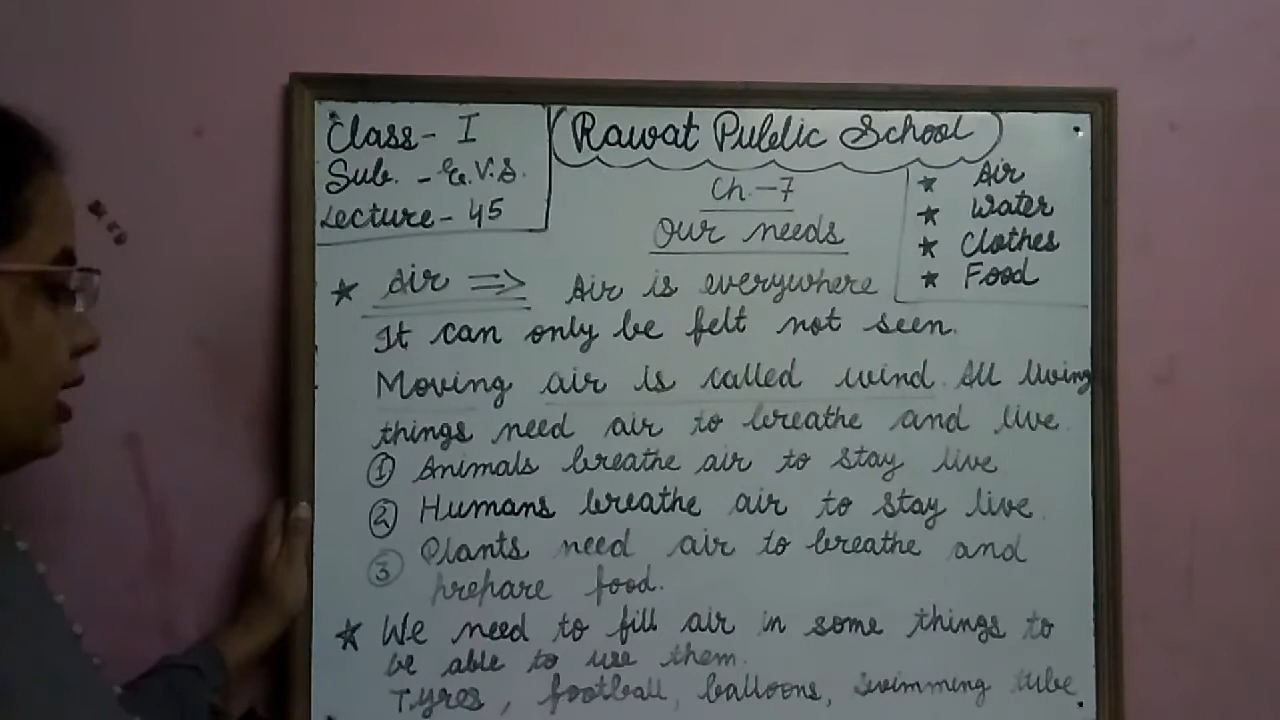 Class - I
Sub. - E.V.S.
Lecture - 45
Rawat Public School
Ch.-7
Our needs
★ Air
★ Water
★ Clothes
★ Food
★ Air ⇒ Air is everywhere
It can only be felt not seen.
Moving air is called wind. All living
things need air to breathe and live.
① Animals breathe air to stay live
② Humans breathe air to stay live.
③ Plants need air to breathe and
prepare food.
★ We need to fill air in some things to
be able to use them.
Tyres, football, balloons, swimming tube